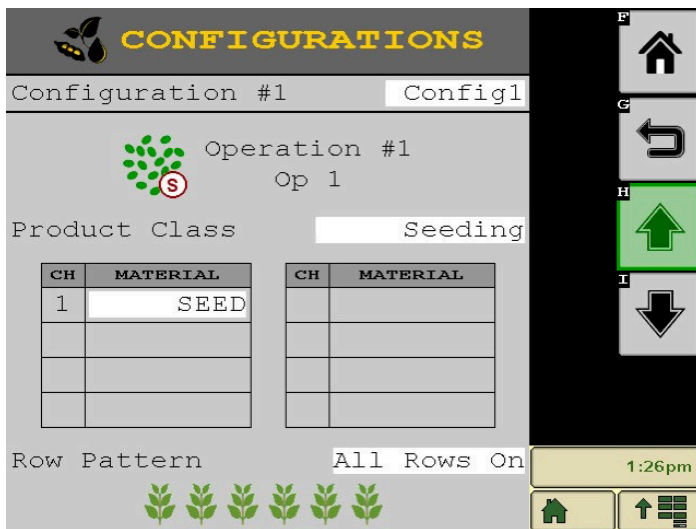 CONFIGURATIONS
Configuration #1 Config1
Operation #1
Op 1
S
Product Class Seeding
CH MATERIAL CH MATERIAL
1 SEED
Row Pattern All Rows On
F
G
H
I
1:26pm